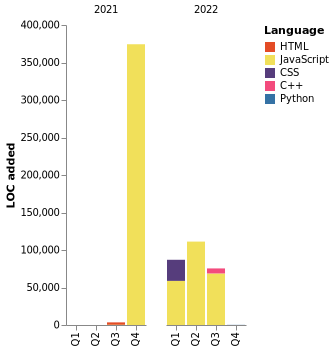 2021
2022
Language
HTML
JavaScript
CSS
C++
Python
LOC added
400,000
350,000
300,000
250,000
200,000
150,000
100,000
50,000
0
Q1
Q2
Q3
Q4
Q1
Q2
Q3
Q4